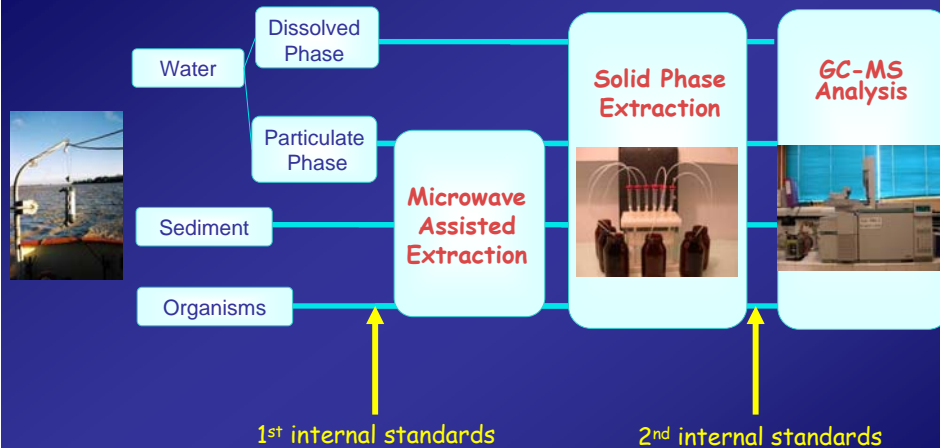 Dissolved
Phase
Water
Particulate
Phase
Sediment
Organisms
Microwave
Assisted
Extraction
Solid Phase
Extraction
GC-MS
Analysis
1st internal standards
2nd internal standards